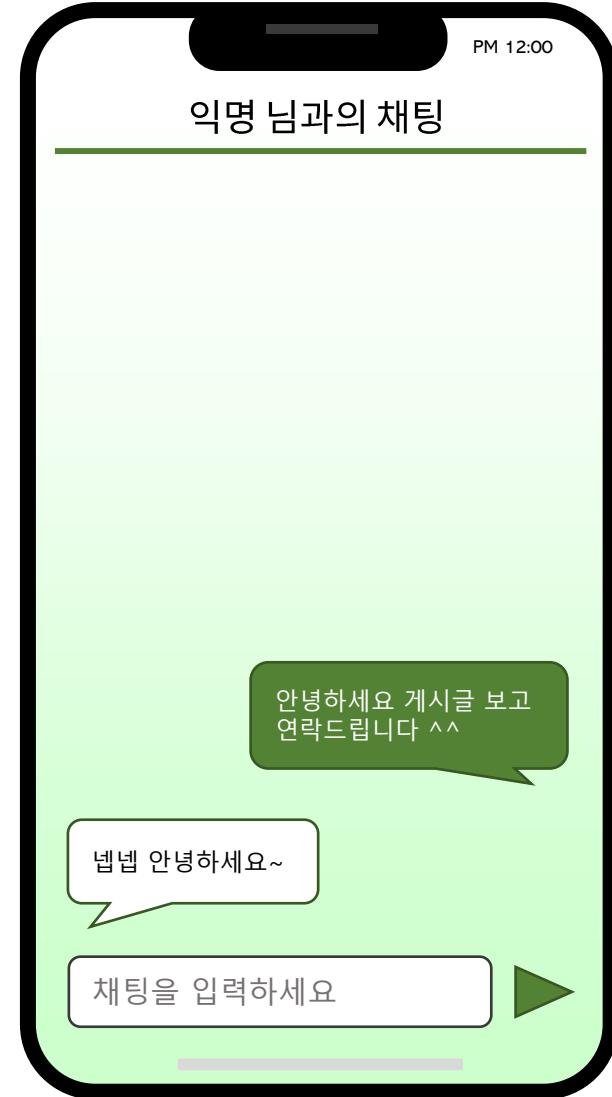 PM 12:00
익명 님과의 채팅
안녕하세요 게시글 보고
연락드립니다 ^^
넵넵 안녕하세요~
채팅을 입력하세요